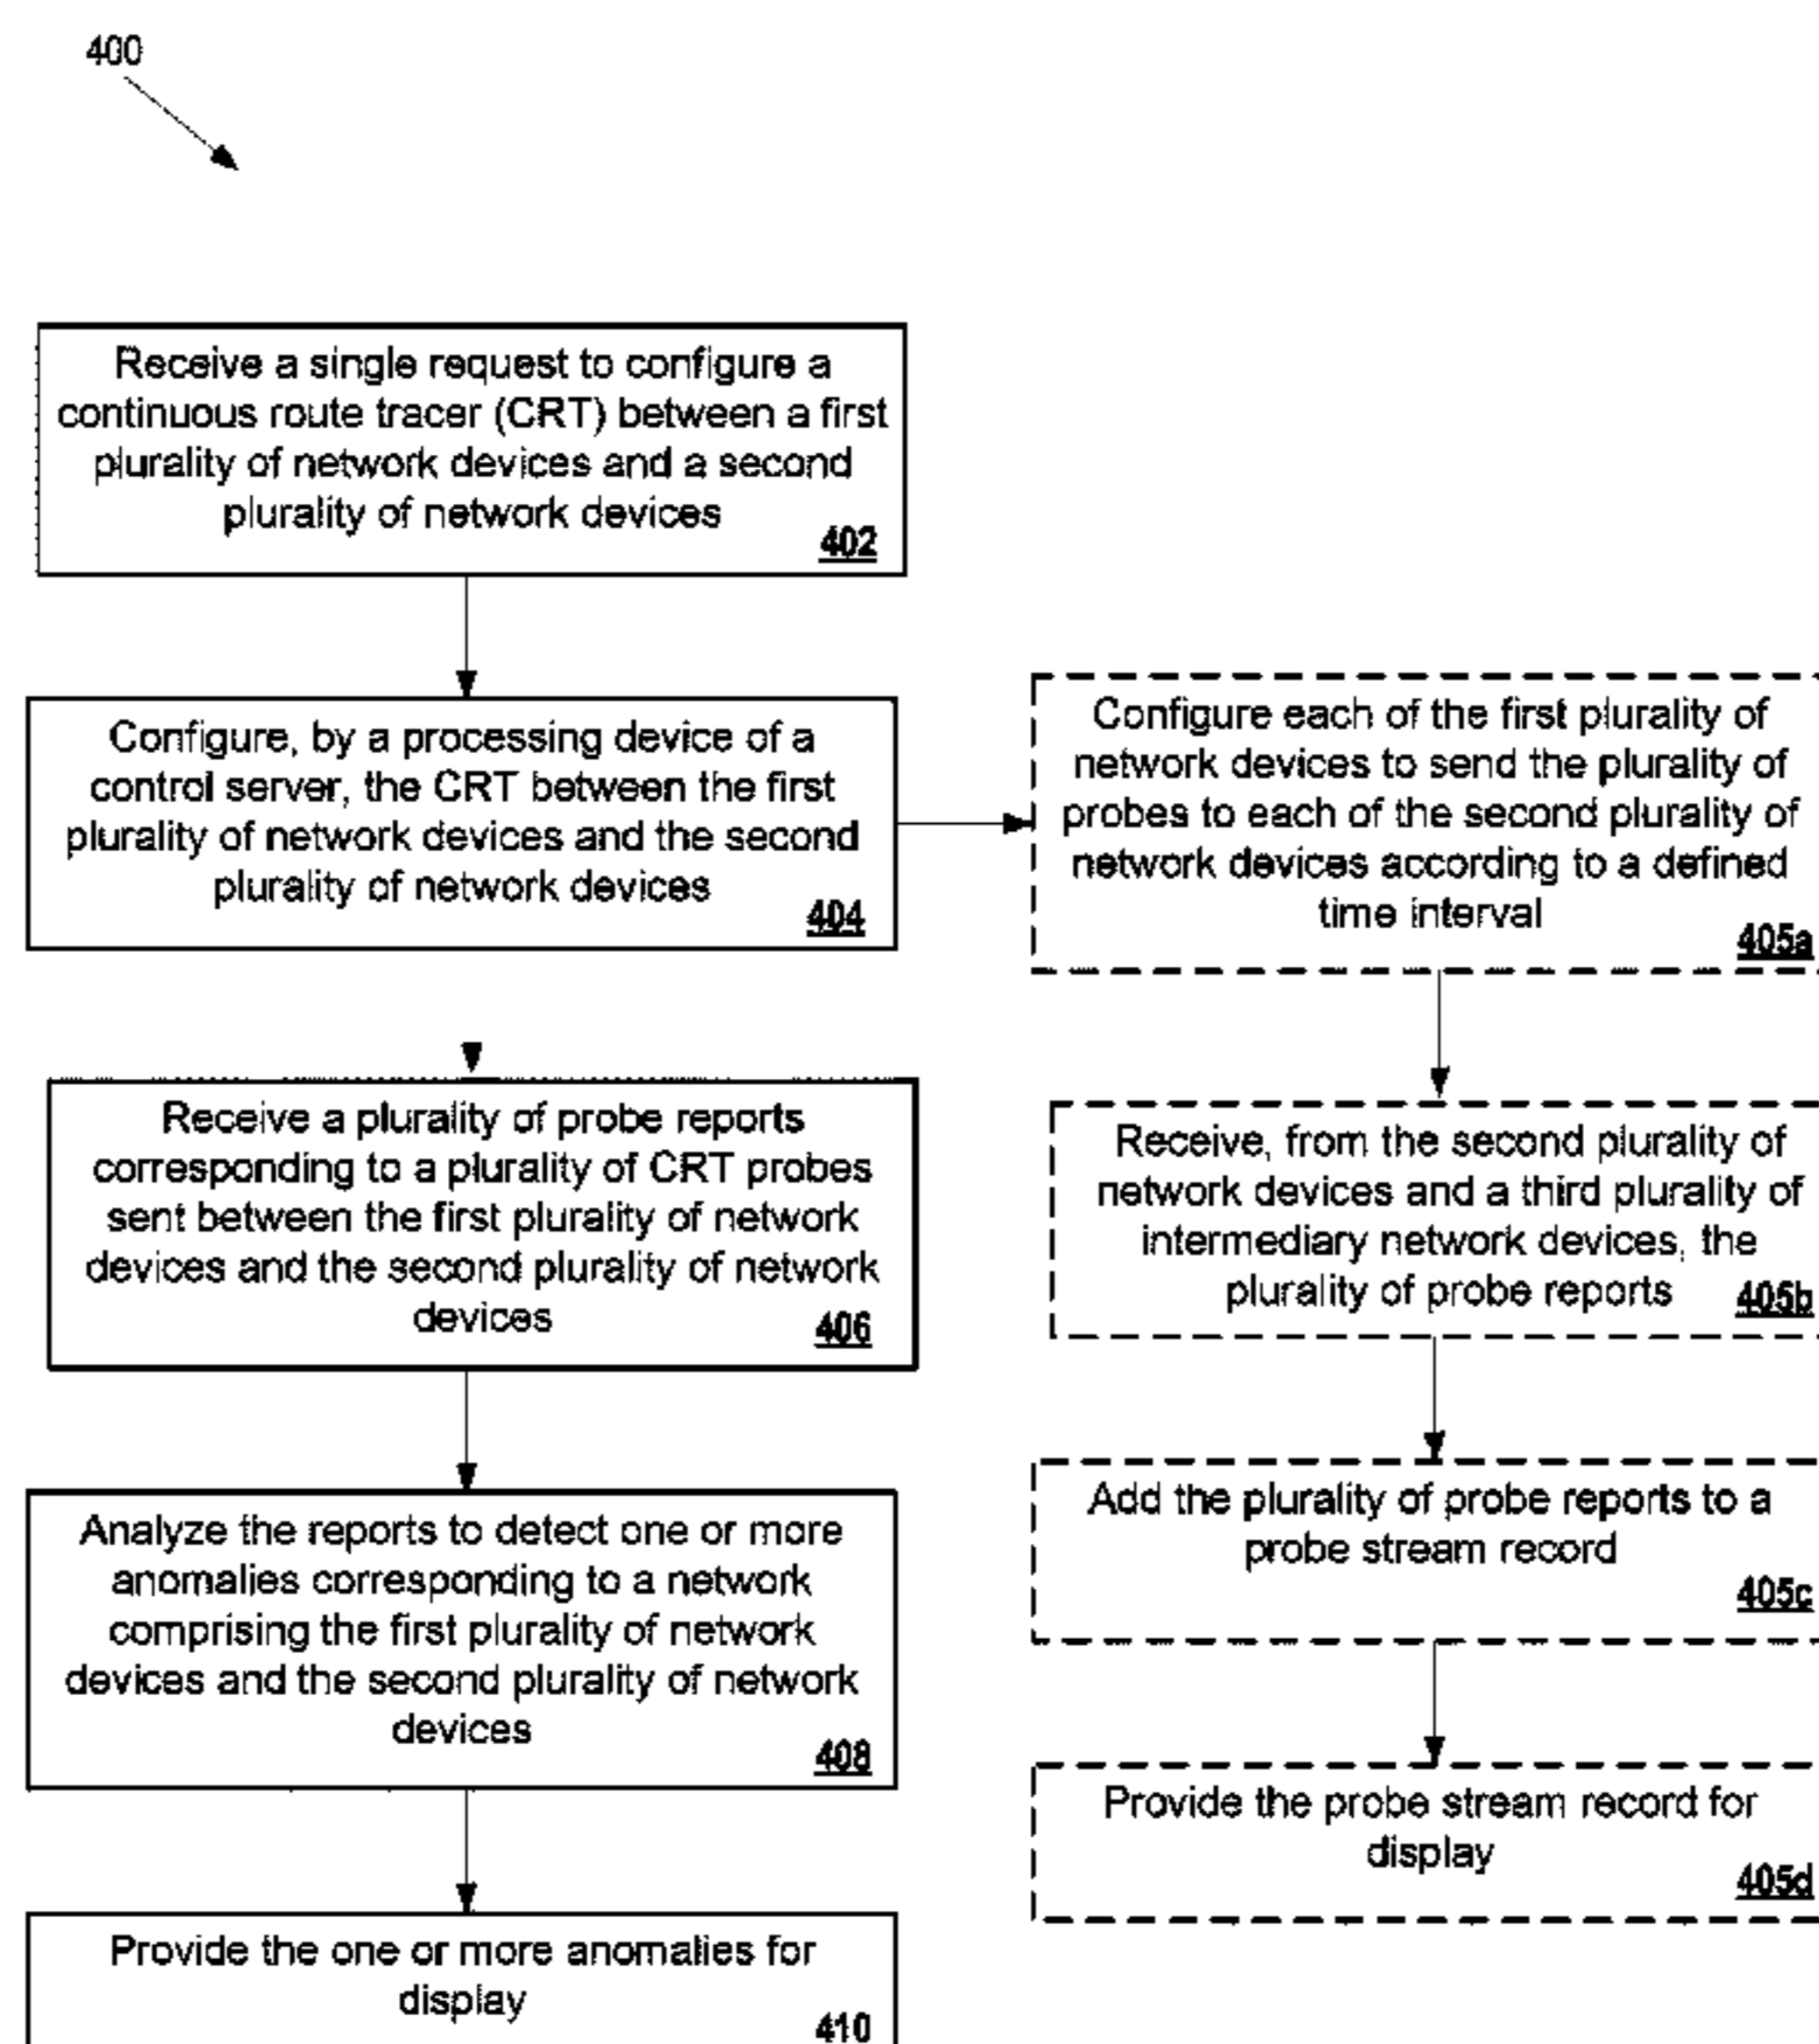 400
Receive a single request to configure a
continuous route tracer (CRT) between a first
plurality of network devices and a second
plurality of network devices
402
Configure, by a processing device of a
control server, the CRT between the first
plurality of network devices and the second
plurality of network devices
404
Configure each of the first plurality of
network devices to send the plurality of
probes to each of the second plurality of
network devices according to a defined
time interval
405a
Receive a plurality of probe reports
corresponding to a plurality of CRT probes
sent between the first plurality of network
devices and the second plurality of network
devices
406
Receive, from the second plurality of
network devices and a third plurality of
intermediary network devices, the
plurality of probe reports
405b
Add the plurality of probe reports to a
probe stream record
405c
Analyze the reports to detect one or more
anomalies corresponding to a network
comprising the first plurality of network
devices and the second plurality of network
devices
408
Provide the probe stream record for
display
405d
Provide the one or more anomalies for
display
410